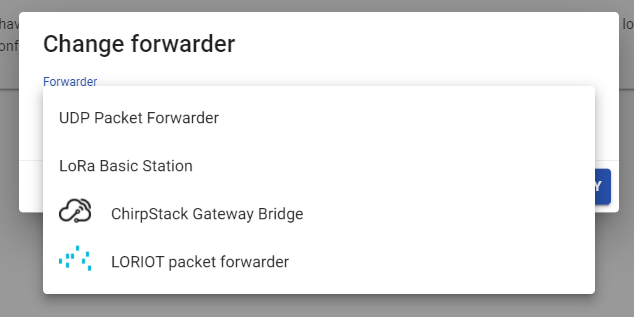 Change forwarder
Forwarder
UDP Packet Forwarder
LoRa Basic Station
ChirpStack Gateway Bridge
LORIOT packet forwarder